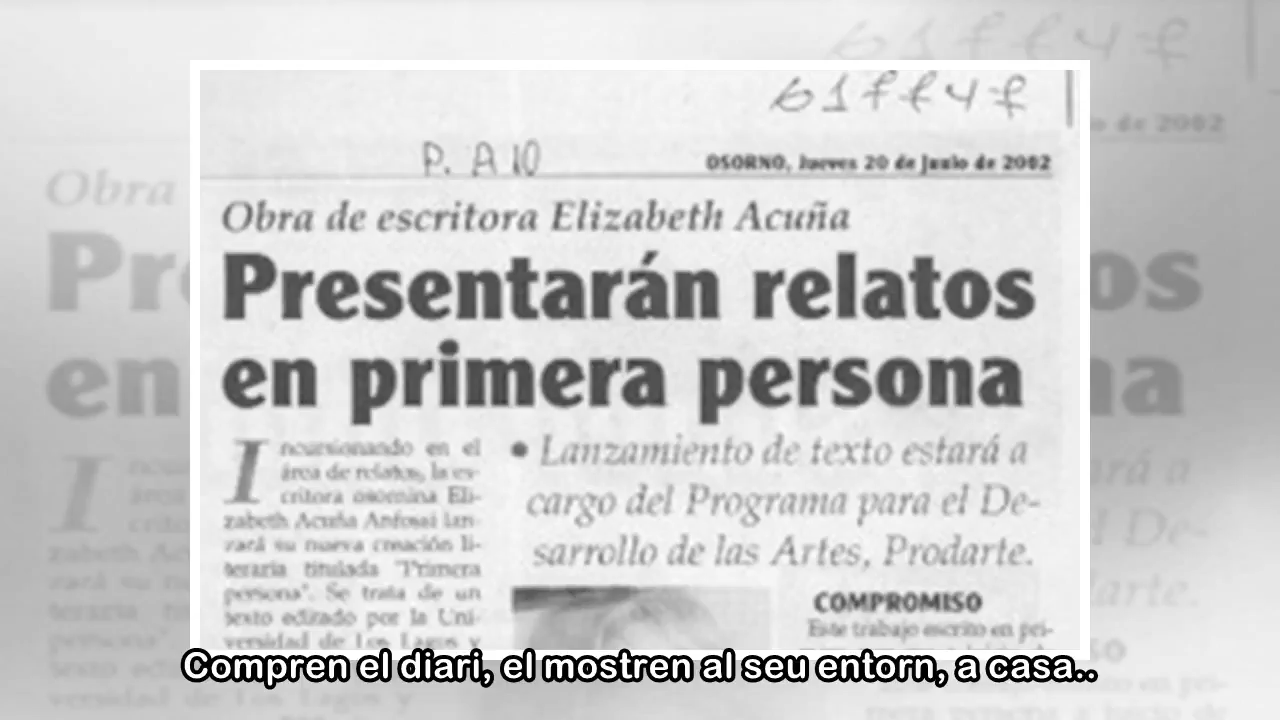 61ff4f
P. A 10
OSORNO, Jueves 20 de junio de 2002
Obra de escritora Elizabeth Acuña
Presentarán relatos
en primera persona
Incursionando en el
área de relatos, la es-
critora osornina Eli-
zabeth Acuña Anfossi lan-
zará su nueva creación li-
teraria titulada "Primera
persona". Se trata de un
texto editado por la Uni-
versidad de Los Lagos y
• Lanzamiento de texto estará a
cargo del Programa para el De-
sarrollo de las Artes, Prodarte.
COMPROMISO
Este trabajo escrito en pri-
Compren el diari, el mostren al seu entorn, a casa..